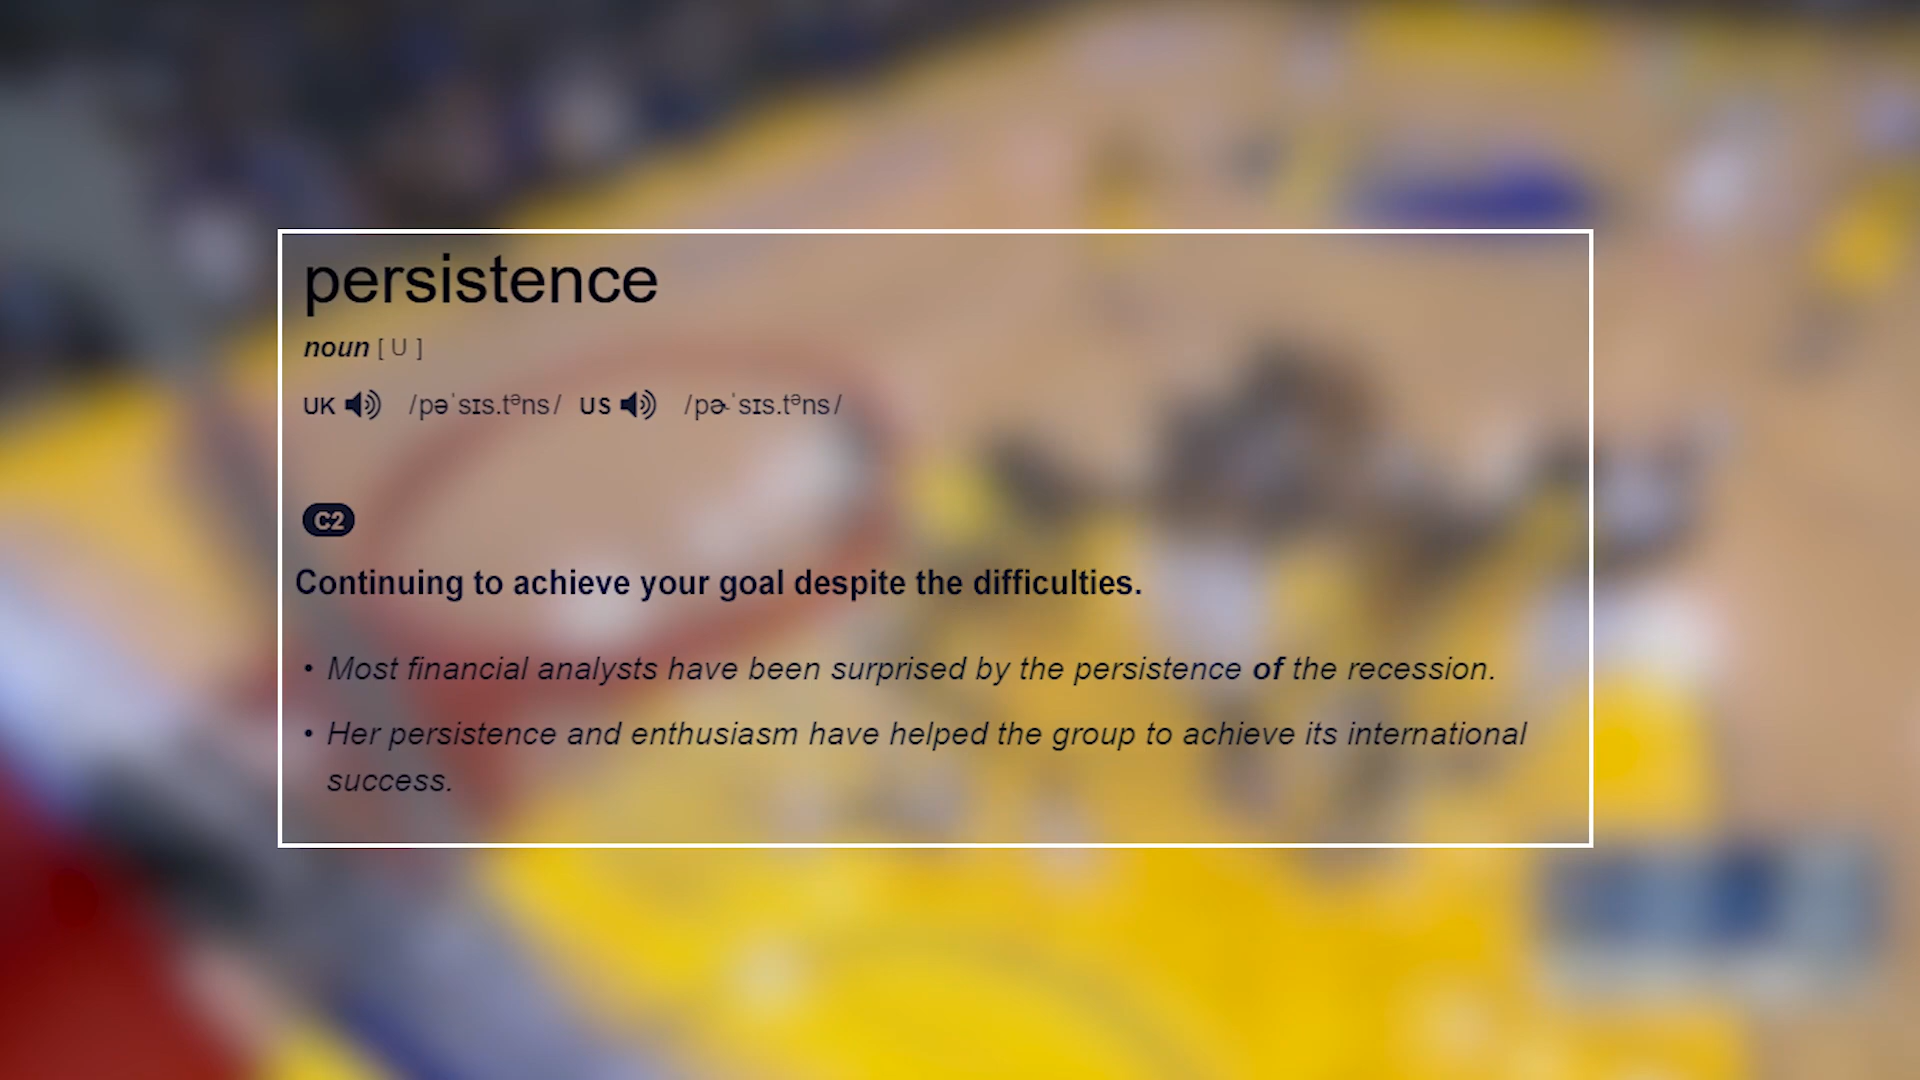 persistence
noun [ U ]
UK /pəˈsɪs.tᵊns/ US /pɚˈsɪs.tᵊns/
C2
Continuing to achieve your goal despite the difficulties.
• Most financial analysts have been surprised by the persistence of the recession.
• Her persistence and enthusiasm have helped the group to achieve its international
success.